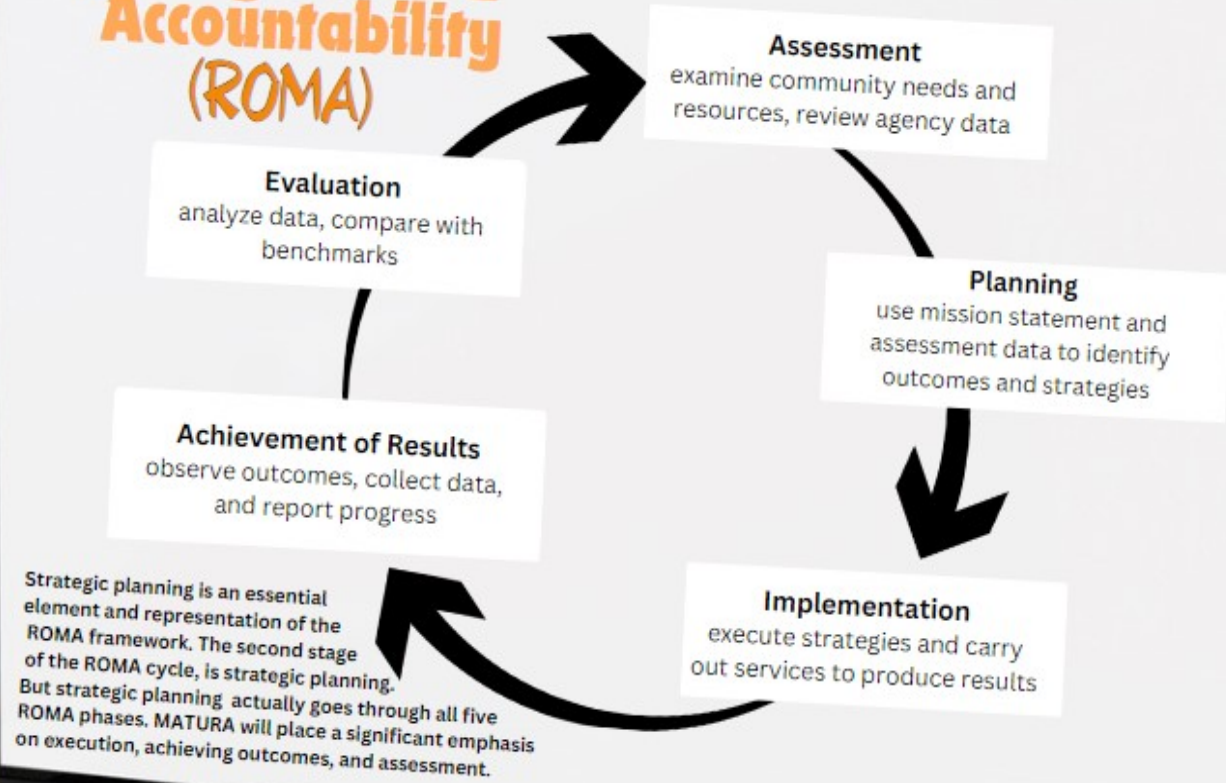 Accountability
(ROMA)
Assessment
examine community needs and
resources, review agency data
Evaluation
analyze data, compare with
benchmarks
Planning
use mission statement and
assessment data to identify
outcomes and strategies
Achievement of Results
observe outcomes, collect data,
and report progress
Implementation
execute strategies and carry
out services to produce results
Strategic planning is an essential
element and representation of the
ROMA framework. The second stage
of the ROMA cycle, is strategic planning.
But strategic planning actually goes through all five
ROMA phases. MATURA will place a significant emphasis
on execution, achieving outcomes, and assessment.